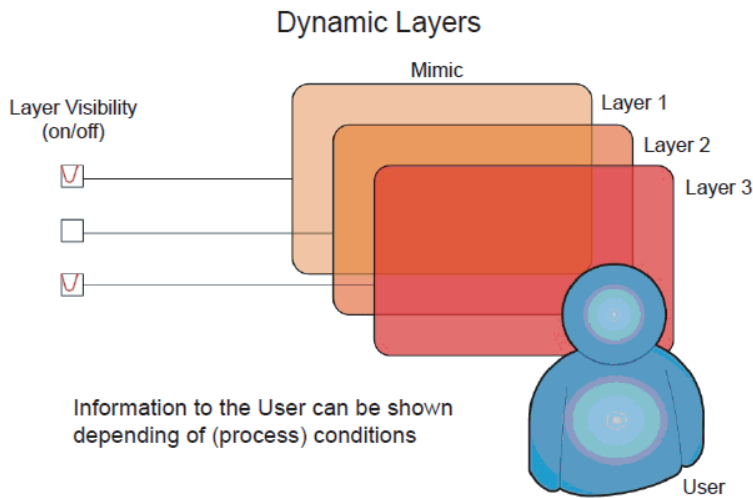 Dynamic Layers
Mimic
Layer Visibility
(on/off)
Layer 1
Layer 2
Layer 3
Information to the User can be shown
depending of (process) conditions
User